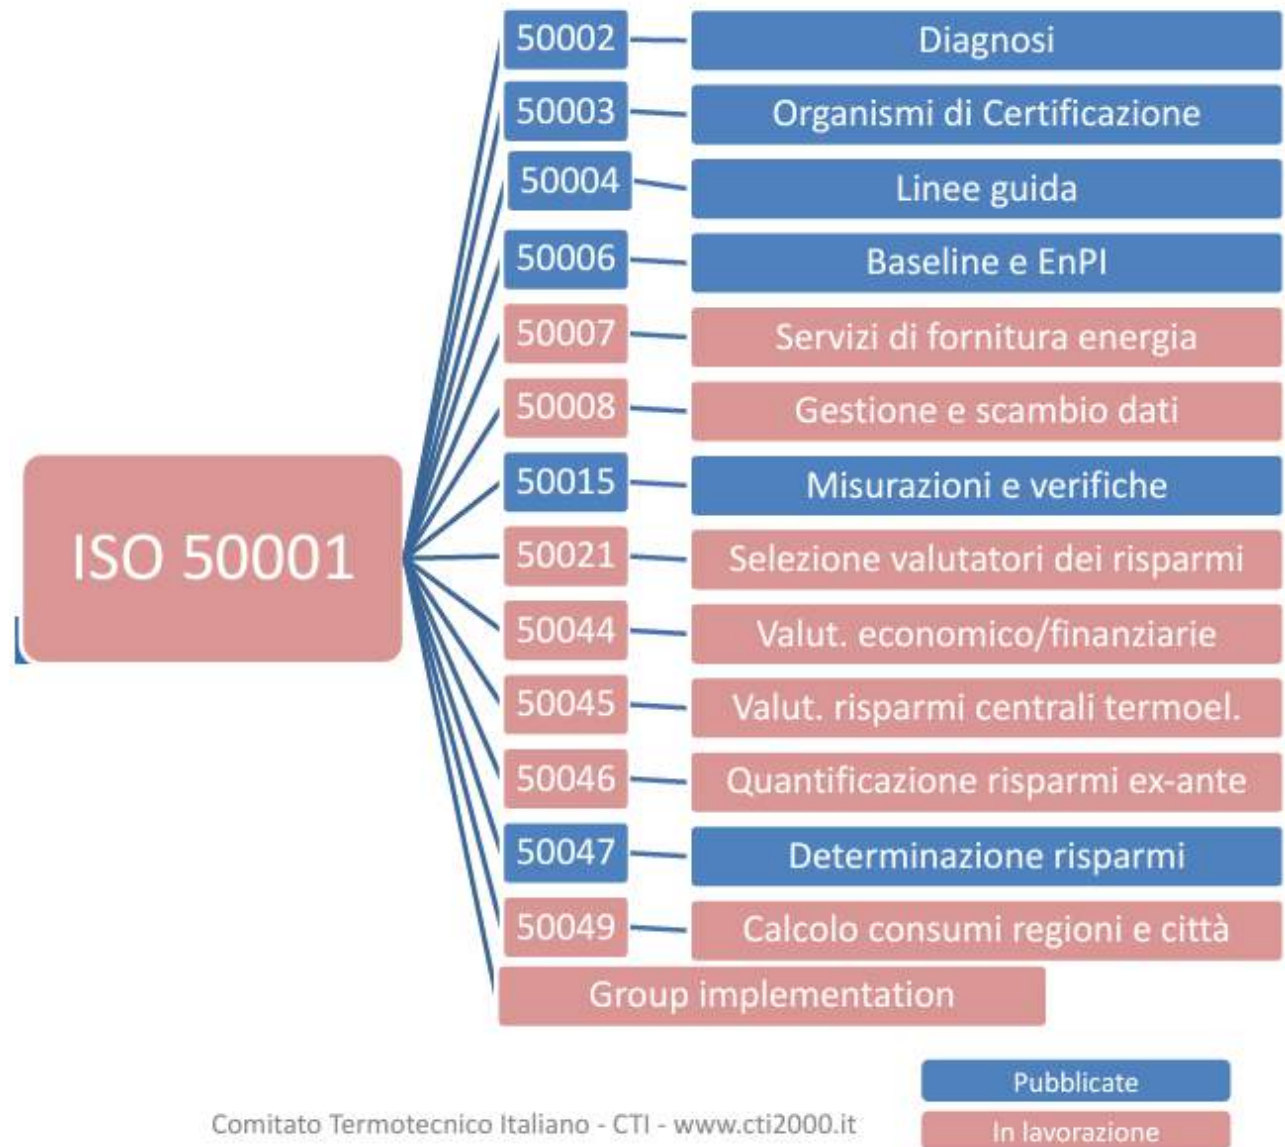 50002 Diagnosi
50003 Organismi di Certificazione
50004 Linee guida
50006 Baseline e EnPI
50007 Servizi di fornitura energia
50008 Gestione e scambio dati
50015 Misurazioni e verifiche
ISO 50001
50021 Selezione valutatori dei risparmi
50044 Valut. economico/finanziarie
50045 Valut. risparmi centrali termoel.
50046 Quantificazione risparmi ex-ante
50047 Determinazione risparmi
50049 Calcolo consumi regioni e città
Group implementation
Pubblicate
Comitato Termotecnico Italiano - CTI - www.cti2000.it
In lavorazione